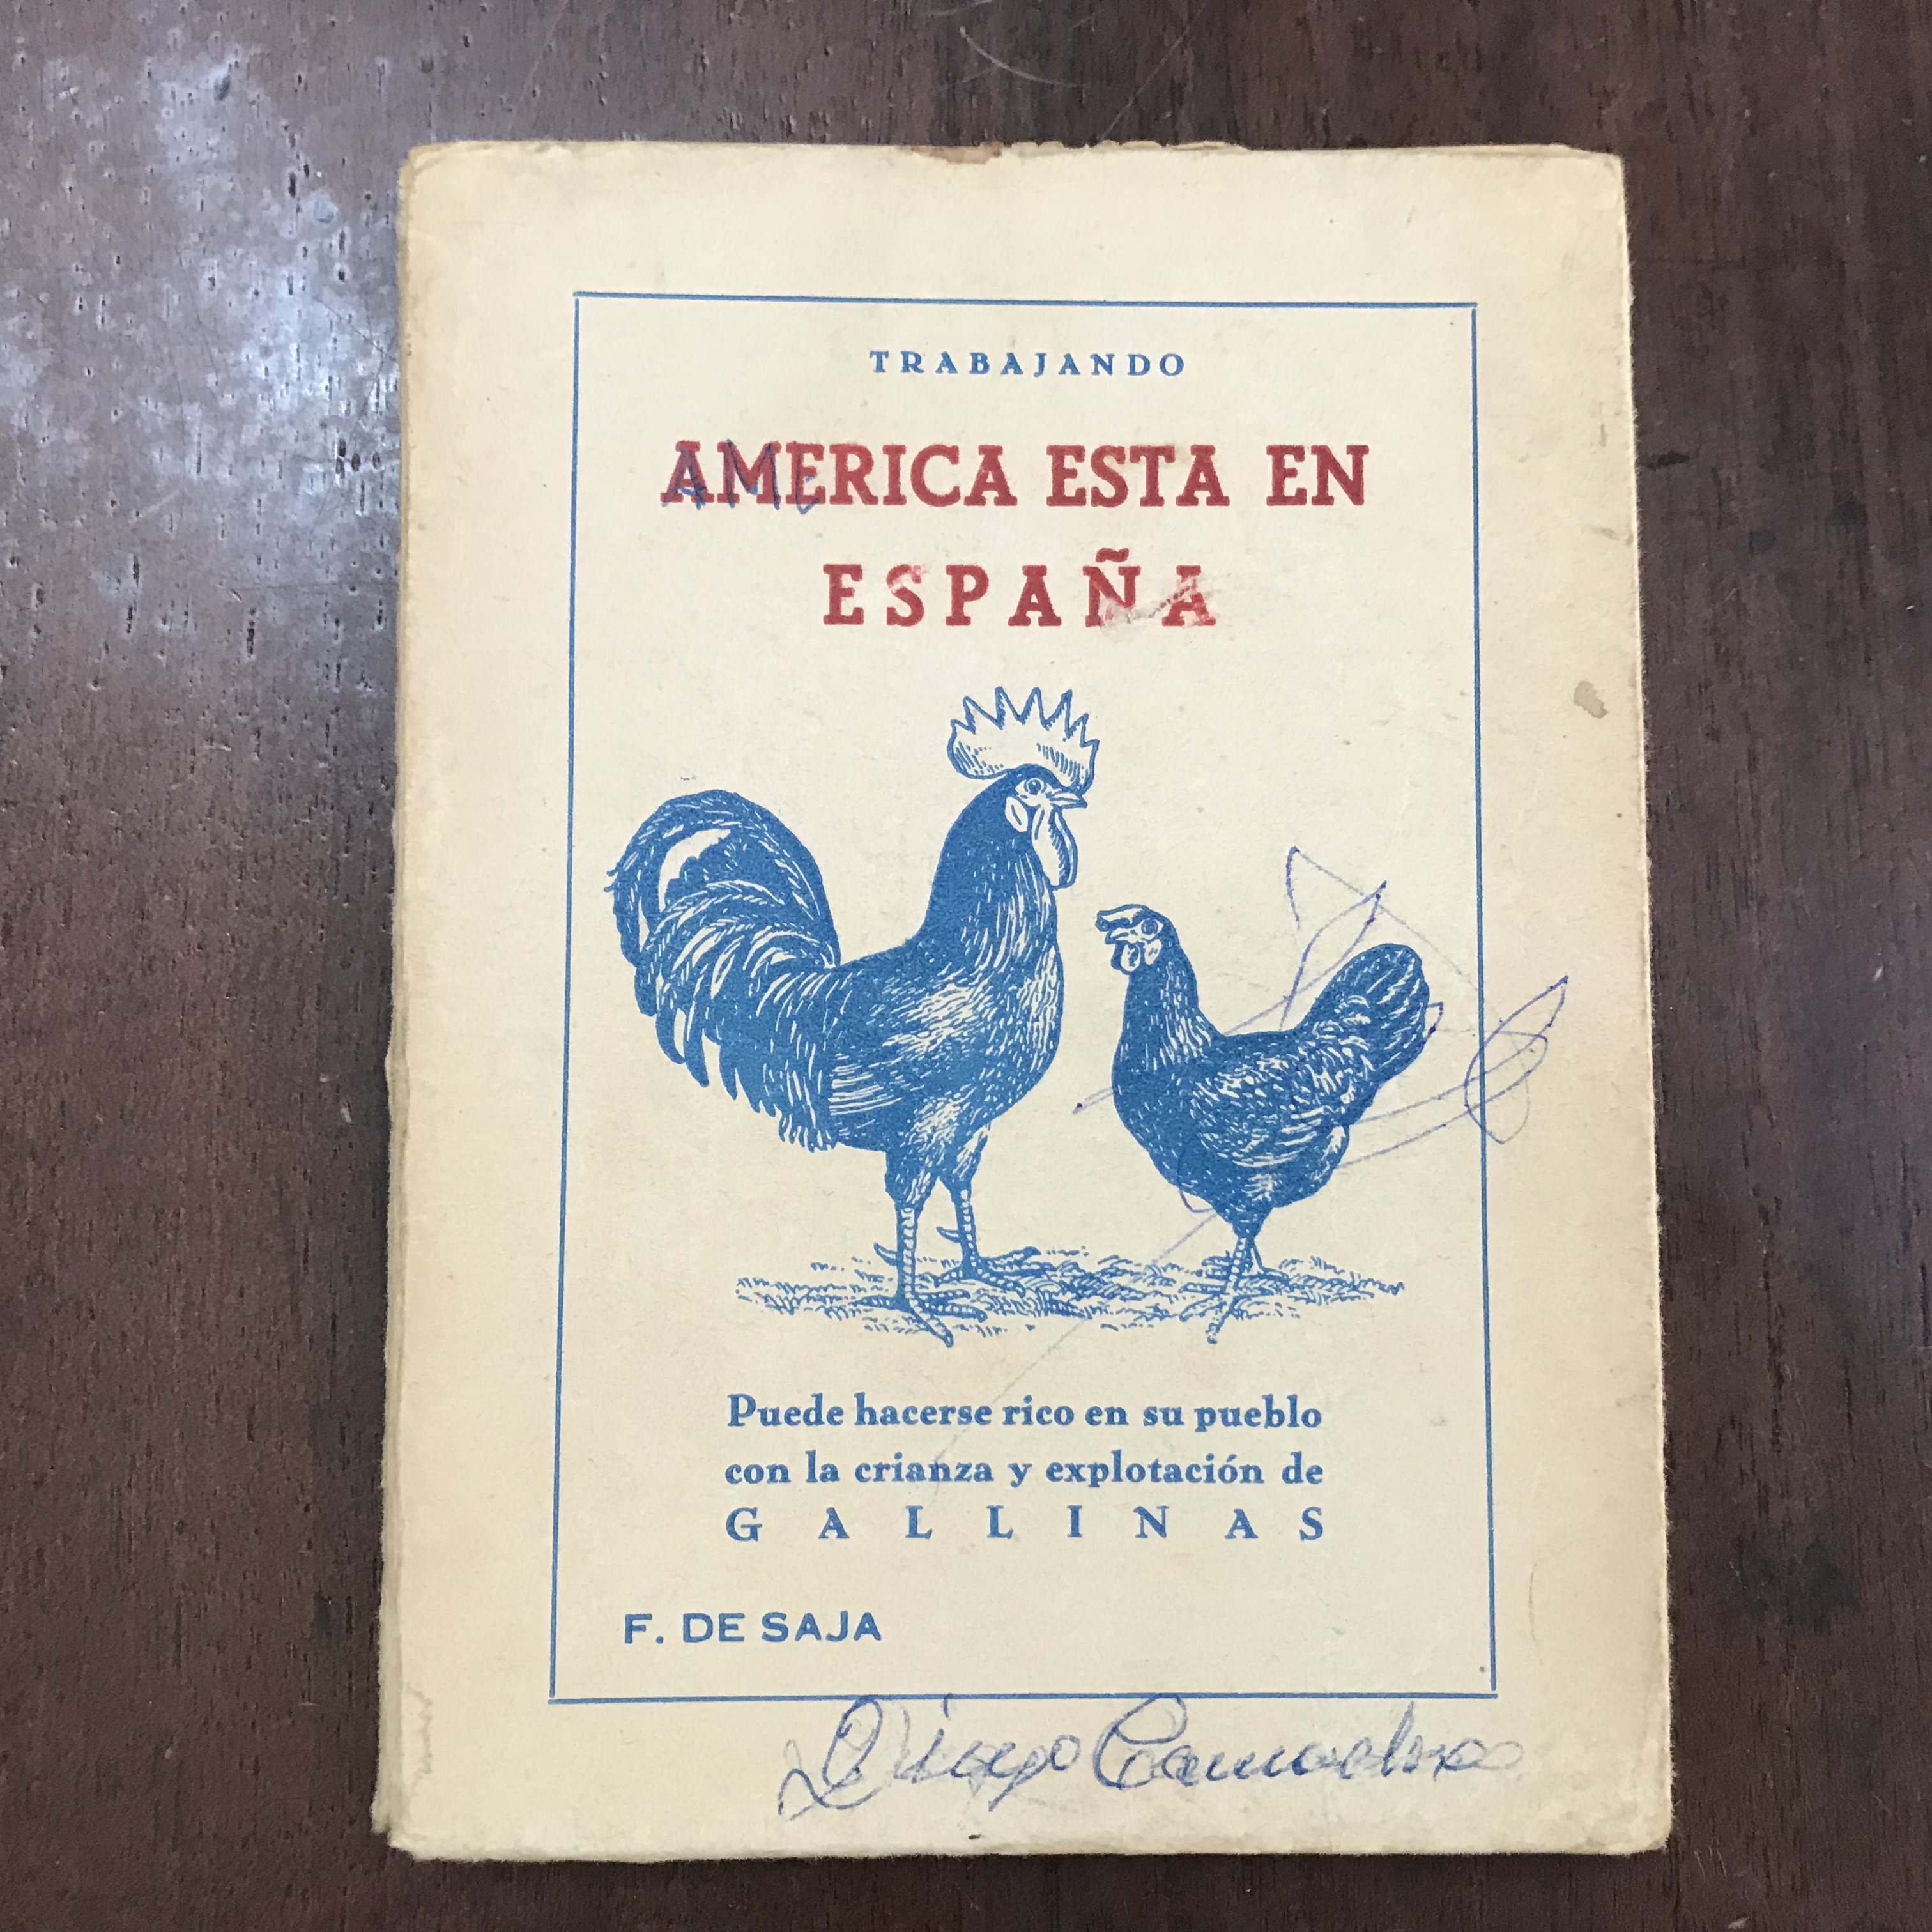 TRABAJANDO
AMERICA ESTA EN
ESPAÑA
Puede hacerse rico en su pueblo
con la crianza y explotación de
GALLINAS
F. DE SAJA
Diego Camacho